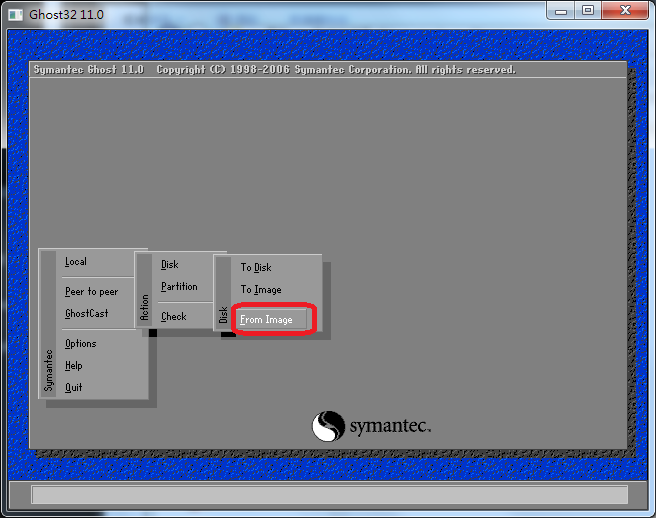 Ghost32 11.0
Symantec Ghost 11.0 Copyright (C) 1998-2006 Symantec Corporation. All rights reserved.
Local
Peer to peer
GhostCast
Options
Help
Quit
Symantec
Disk
Partition
Check
Action
To Disk
To Image
From Image
Disk
symantec™